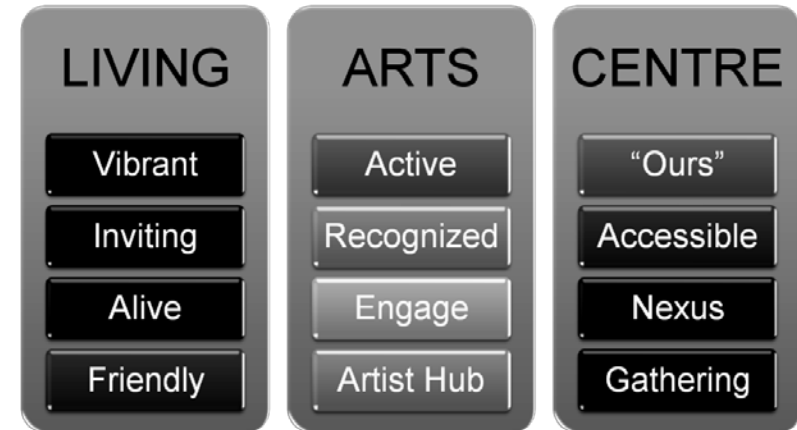 LIVING
Vibrant
Inviting
Alive
Friendly
ARTS
Active
Recognized
Engage
Artist Hub
CENTRE
“Ours”
Accessible
Nexus
Gathering